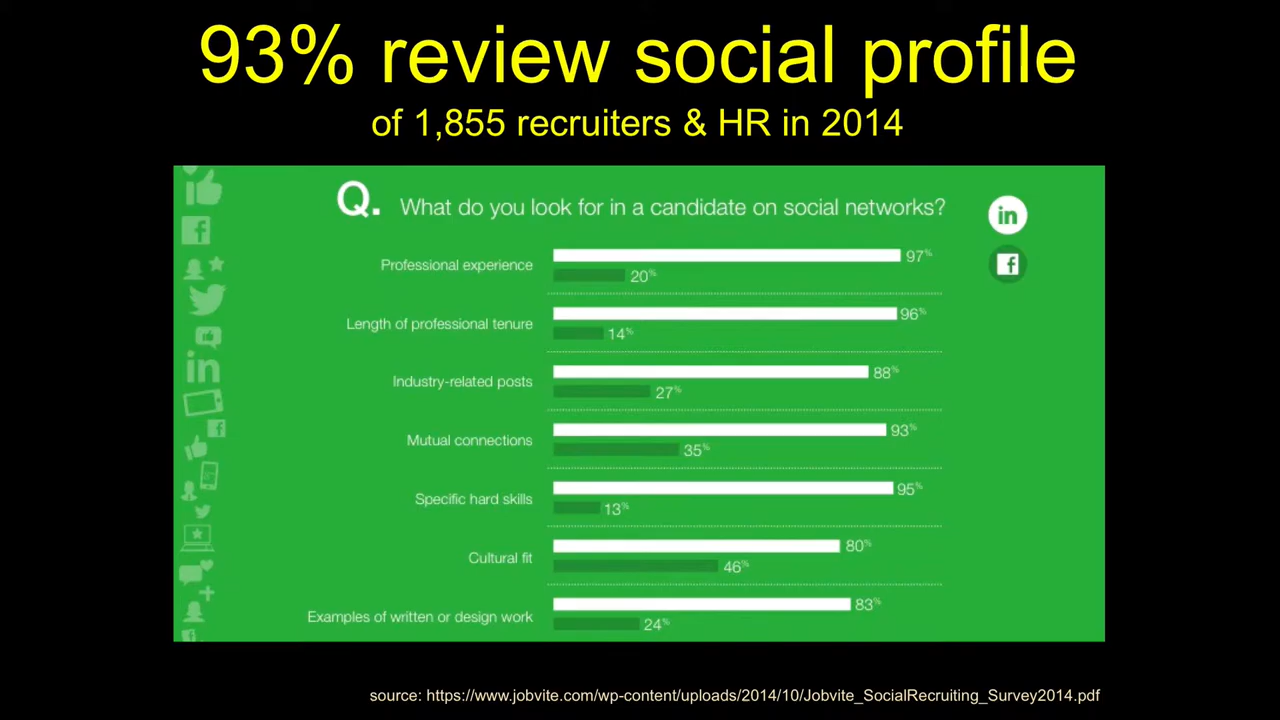 93% review social profile
of 1,855 recruiters & HR in 2014
Q. What do you look for in a candidate on social networks?
in
f
Professional experience
97%
20%
Length of professional tenure
96%
14%
Industry-related posts
88%
27%
Mutual connections
93%
35%
Specific hard skills
95%
13%
Cultural fit
80%
46%
Examples of written or design work
83%
24%
source: https://www.jobvite.com/wp-content/uploads/2014/10/Jobvite_SocialRecruiting_Survey2014.pdf